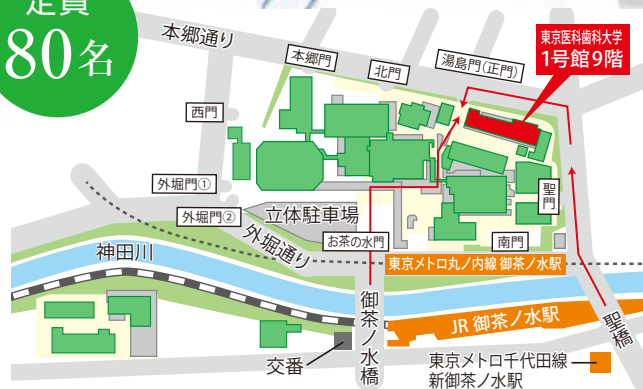 定員
80名
本郷通り
本郷門
北門
湯島門(正門)
東京医科歯科大学
1号館9階
西門
外堀門①
外堀門②
立体駐車場
外堀通り
お茶の水門
聖門
南門
東京メトロ丸ノ内線 御茶ノ水駅
神田川
JR 御茶ノ水駅
御茶ノ水橋
聖橋
交番
東京メトロ千代田線
新御茶ノ水駅